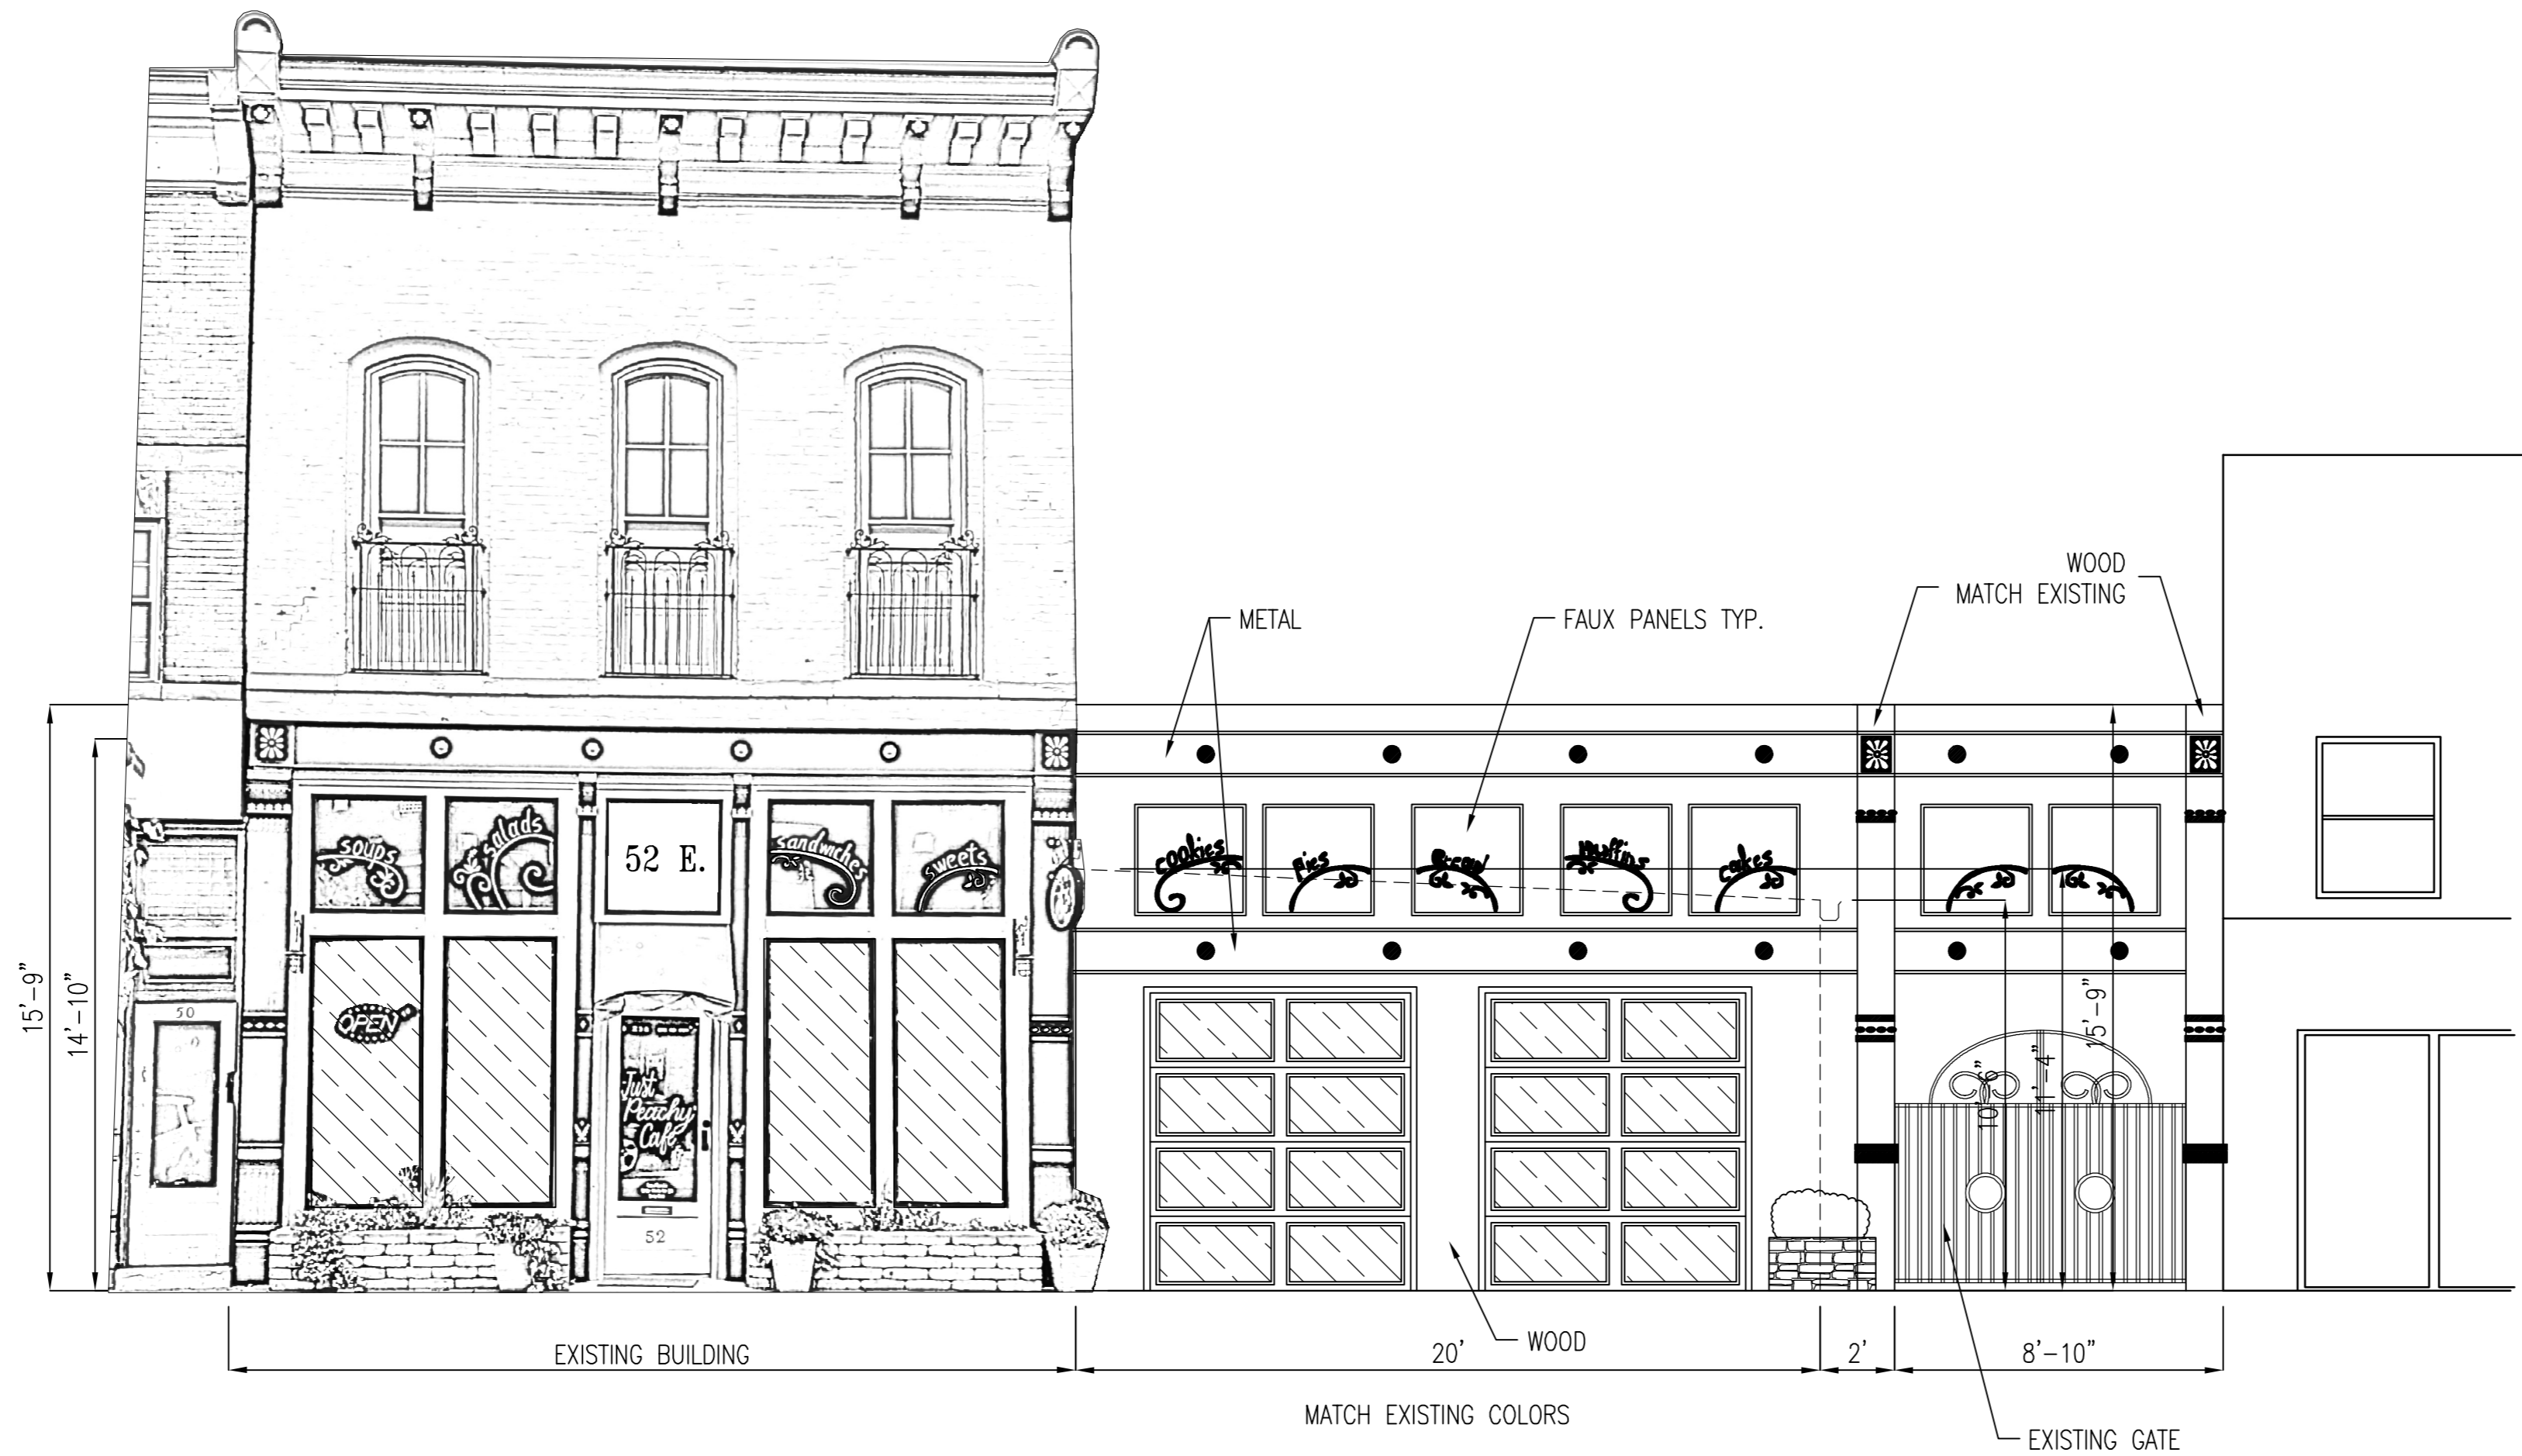 WOOD
MATCH EXISTING
METAL
FAUX PANELS TYP.
soups
salads
52 E.
sandwiches
sweets
cookies
Pies
Bread
Muffins
cakes
15'-9"
14'-10"
50
OPEN
Just
Peachy
Café
52
10'-6"
11'-4"
15'-9"
EXISTING BUILDING
20'
WOOD
2'
8'-10"
MATCH EXISTING COLORS
EXISTING GATE